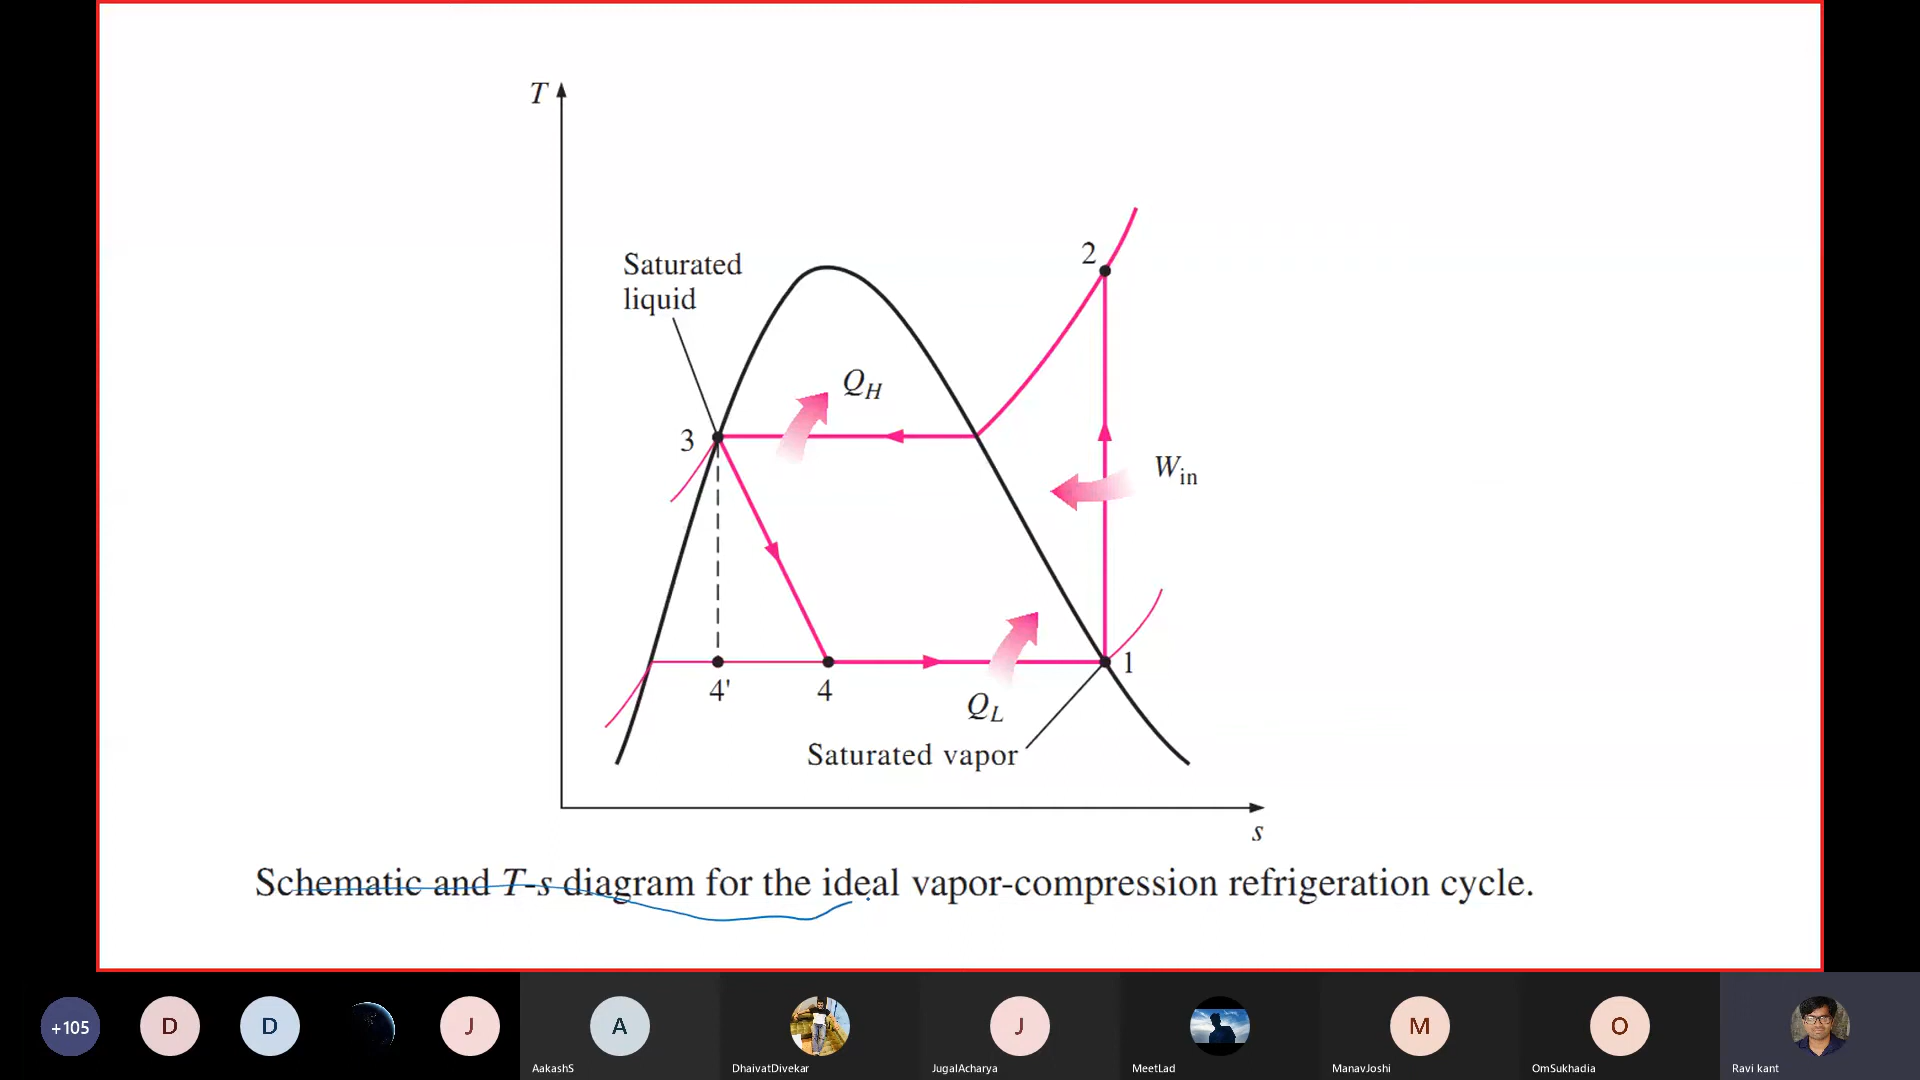 T
Saturated
liquid
2
Q_H
3
W_in
1
4'
4
Q_L
Saturated vapor
s
Schematic and T-s diagram for the ideal vapor-compression refrigeration cycle.
+105
D
D
J
A
J
M
O
AakashS
DhaivatDivekar
JugalAcharya
MeetLad
ManavJoshi
OmSukhadia
Ravi kant